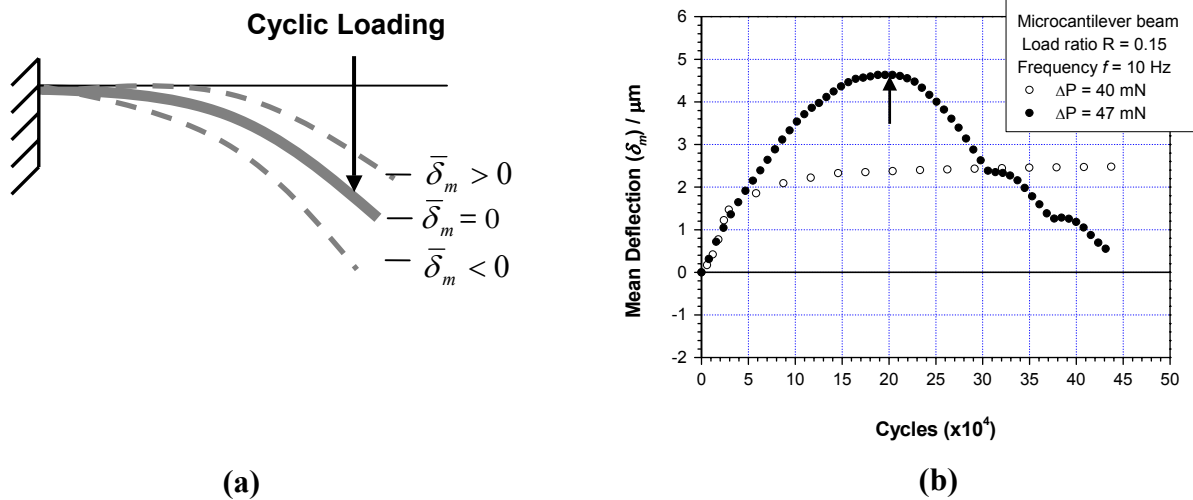 Cyclic Loading
δ̅ₘ > 0
δ̅ₘ = 0
δ̅ₘ < 0
(a)
Mean Deflection (δₘ) / μm
6
5
4
3
2
1
0
-1
-2
0 5 10 15 20 25 30 35 40 45 50
Cycles (x10⁴)
Microcantilever beam
Load ratio R = 0.15
Frequency f = 10 Hz
ΔP = 40 mN
ΔP = 47 mN
(b)